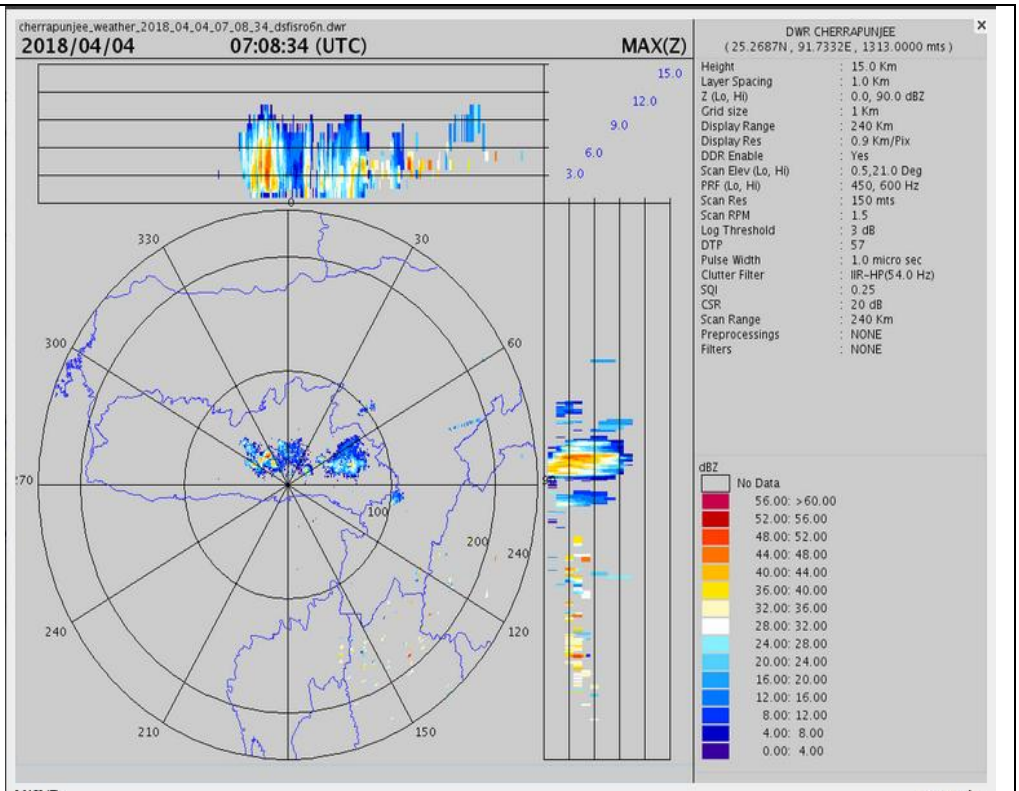 cherrapunjee_weather_2018_04_04_07_08_34_dsfisro6n.dwr
2018/04/04 07:08:34 (UTC) MAX(Z)
15.0
12.0
9.0
6.0
3.0
0
330 30
300 60
270 90
100
200 240
240 120
210 150
x
DWR CHERRAPUNJEE
( 25.2687N , 91.7332E , 1313.0000 mts )
Height : 15.0 Km
Layer Spacing : 1.0 Km
Z (Lo, Hi) : 0.0, 90.0 dBZ
Grid size : 1 Km
Display Range : 240 Km
Display Res : 0.9 Km/Pix
DDR Enable : Yes
Scan Elev (Lo, Hi) : 0.5,21.0 Deg
PRF (Lo, Hi) : 450, 600 Hz
Scan Res : 150 mts
Scan RPM : 1.5
Log Threshold : 3 dB
DTP : 57
Pulse Width : 1.0 micro sec
Clutter Filter : IIR-HP(54.0 Hz)
SQI : 0.25
CSR : 20 dB
Scan Range : 240 Km
Preprocessings : NONE
Filters : NONE
dBZ
No Data
56.00: >60.00
52.00: 56.00
48.00: 52.00
44.00: 48.00
40.00: 44.00
36.00: 40.00
32.00: 36.00
28.00: 32.00
24.00: 28.00
20.00: 24.00
16.00: 20.00
12.00: 16.00
8.00: 12.00
4.00: 8.00
0.00: 4.00